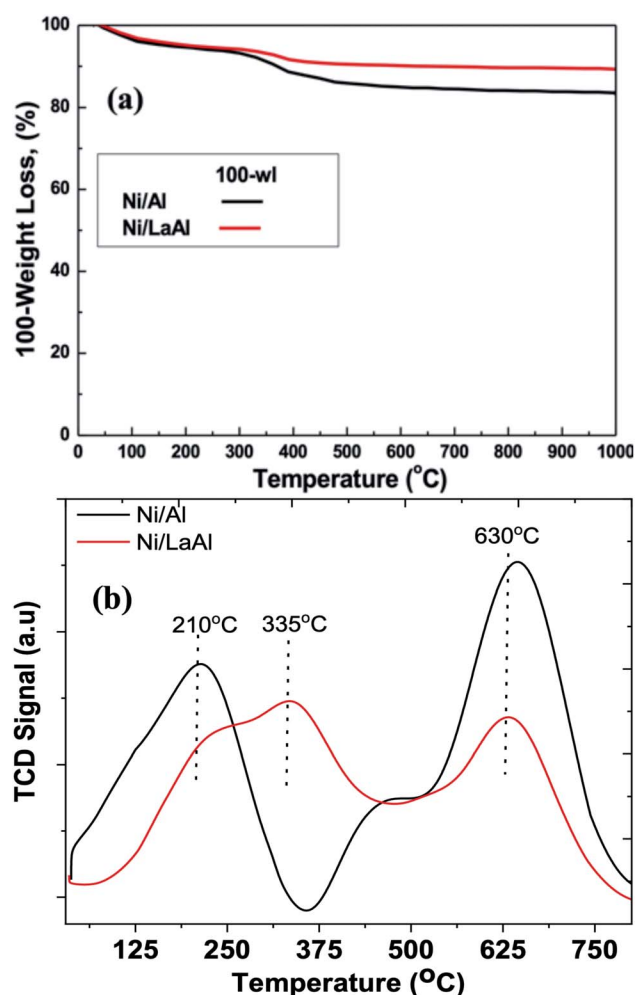 100
80
60
40
20
0
100-Weight Loss, (%)
(a)
100-wl
Ni/Al
Ni/LaAl
0 100 200 300 400 500 600 700 800 900 1000
Temperature (°C)
Ni/Al
Ni/LaAl
(b)
210°C
335°C
630°C
TCD Signal (a.u)
125 250 375 500 625 750
Temperature (°C)